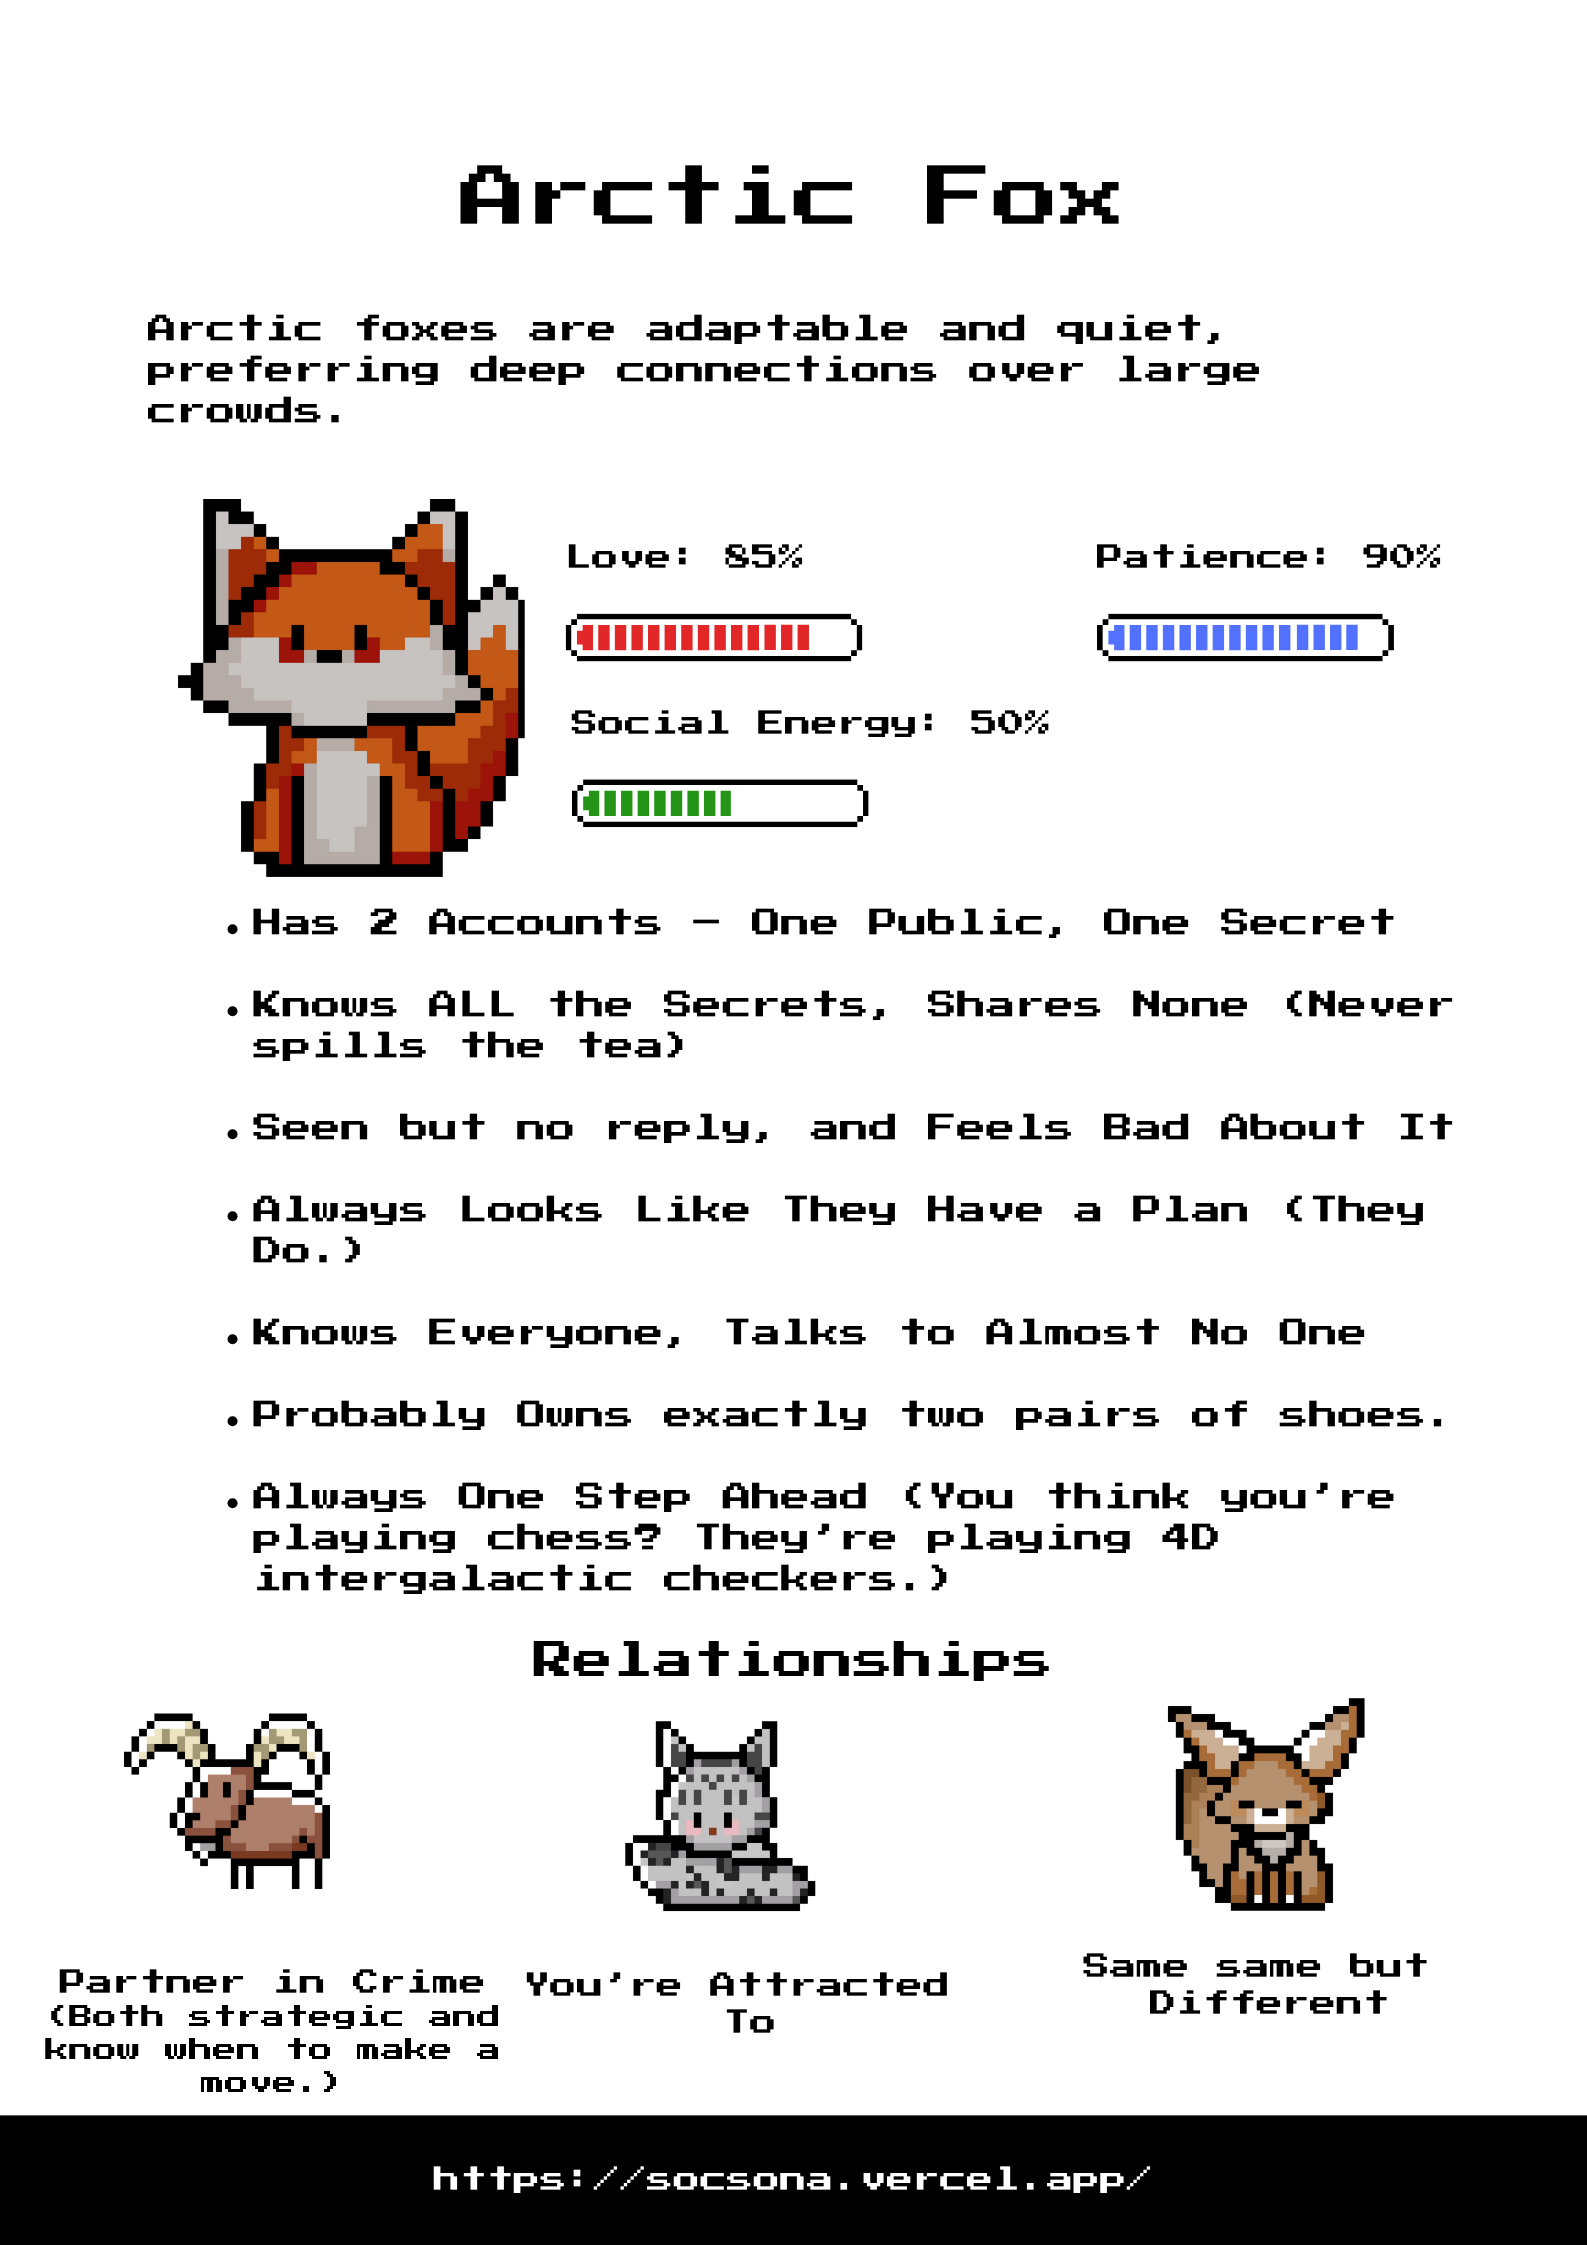 Arctic Fox
Arctic foxes are adaptable and quiet,
preferring deep connections over large
crowds.
Love: 85%
Patience: 90%
Social Energy: 50%
•Has 2 Accounts – One Public, One Secret
•Knows ALL the Secrets, Shares None (Never
spills the tea)
•Seen but no reply, and Feels Bad About It
•Always Looks Like They Have a Plan (They
Do.)
•Knows Everyone, Talks to Almost No One
•Probably Owns exactly two pairs of shoes.
•Always One Step Ahead (You think you’re
playing chess? They’re playing 4D
intergalactic checkers.)
Relationships
Partner in Crime
(Both strategic and
know when to make a
move.)
You’re Attracted
To
Same same but
Different
https://socsona.vercel.app/